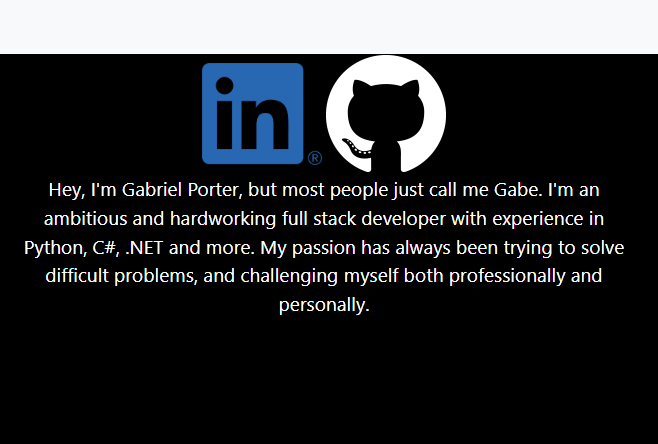 in ®
Hey, I'm Gabriel Porter, but most people just call me Gabe. I'm an
ambitious and hardworking full stack developer with experience in
Python, C#, .NET and more. My passion has always been trying to solve
difficult problems, and challenging myself both professionally and
personally.